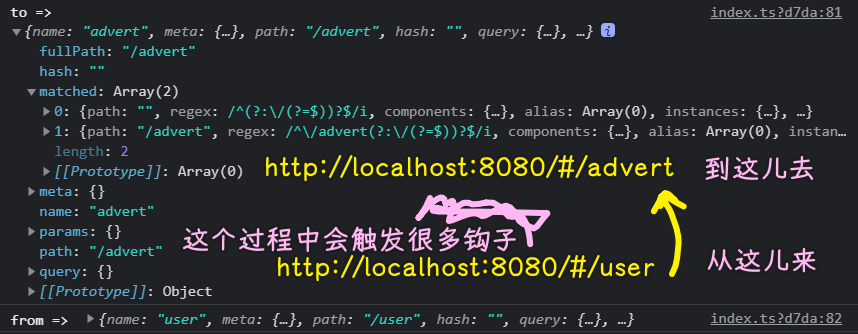 to => index.ts?d7da:81
{name: "advert", meta: {…}, path: "/advert", hash: "", query: {…}, …} i
fullPath: "/advert"
hash: ""
matched: Array(2)
0: {path: "", regex: /^(?:\/(?=$))?$/i, components: {…}, alias: Array(0), instances: {…}, …}
1: {path: "/advert", regex: /^\/advert(?:\/(?=$))?$/i, components: {…}, alias: Array(0), instan…
length: 2
[[Prototype]]: Array(0)
http://localhost:8080/#/advert 到这儿去
meta: {}
name: "advert"
params: {}
path: "/advert"
这个过程中会触发很多钩子
query: {}
http://localhost:8080/#/user 从这儿来
[[Prototype]]: Object
from => {name: "user", meta: {…}, path: "/user", hash: "", query: {…}, …} index.ts?d7da:82